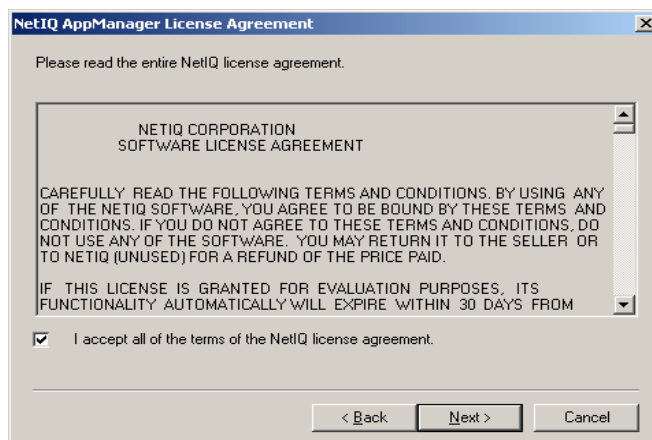 NetIQ AppManager License Agreement
Please read the entire NetIQ license agreement.
NETIQ CORPORATION
SOFTWARE LICENSE AGREEMENT
CAREFULLY READ THE FOLLOWING TERMS AND CONDITIONS. BY USING ANY
OF THE NETIQ SOFTWARE, YOU AGREE TO BE BOUND BY THESE TERMS AND
CONDITIONS. IF YOU DO NOT AGREE TO THESE TERMS AND CONDITIONS, DO
NOT USE ANY OF THE SOFTWARE. YOU MAY RETURN IT TO THE SELLER OR
TO NETIQ (UNUSED) FOR A REFUND OF THE PRICE PAID.
IF THIS LICENSE IS GRANTED FOR EVALUATION PURPOSES, ITS
FUNCTIONALITY AUTOMATICALLY WILL EXPIRE WITHIN 30 DAYS FROM
I accept all of the terms of the NetIQ license agreement.
< Back Next > Cancel